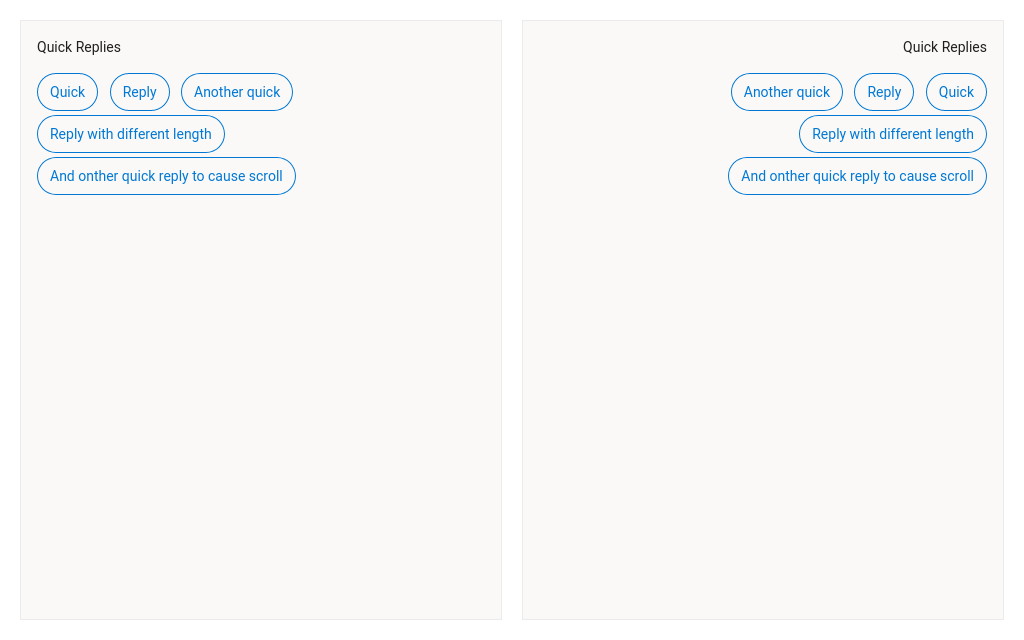 Quick Replies
Quick Reply Another quick
Reply with different length
And onther quick reply to cause scroll
Quick Replies
Another quick Reply Quick
Reply with different length
And onther quick reply to cause scroll